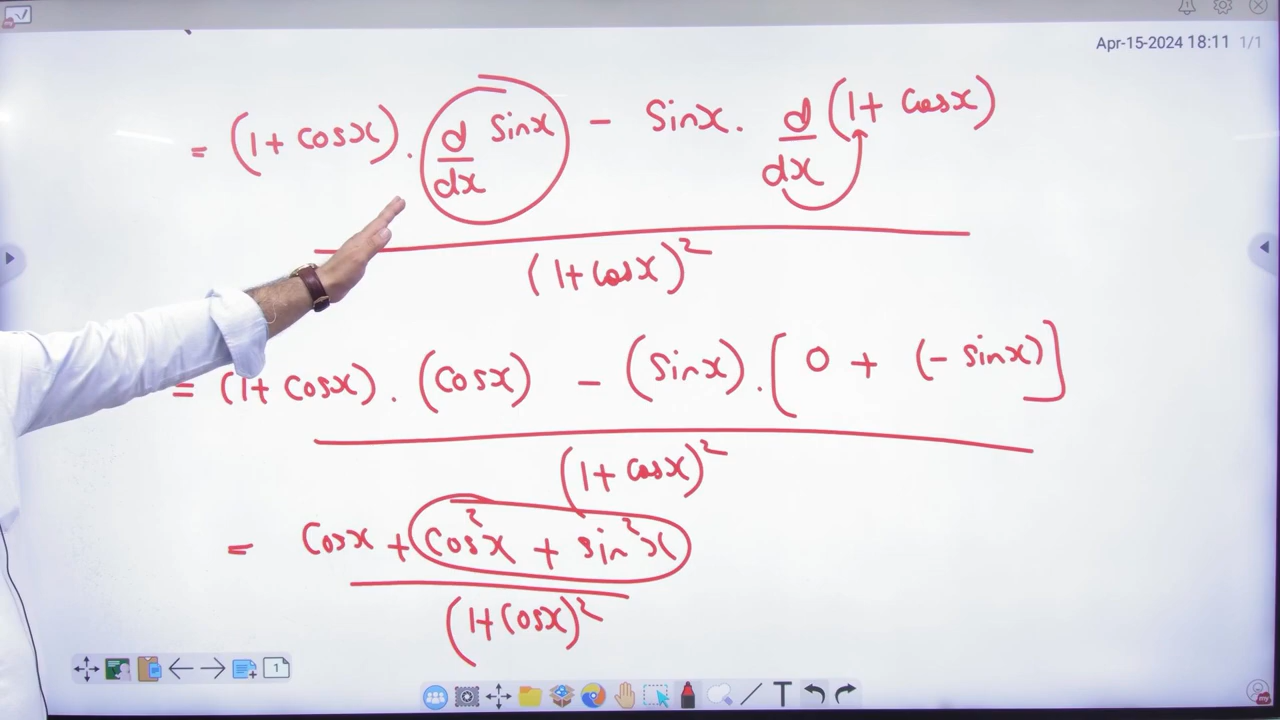 Apr-15-2024 18:11 1/1
= (1+ cosx) . d/dx sinx - sinx. d/dx (1+ cosx)
(1+cosx)²
= (1+ cosx) . (cosx) - (sinx) . [0 + (- sinx)]
(1+ cosx)²
= cosx + cos²x + sin²x
(1+cosx)²
1
T